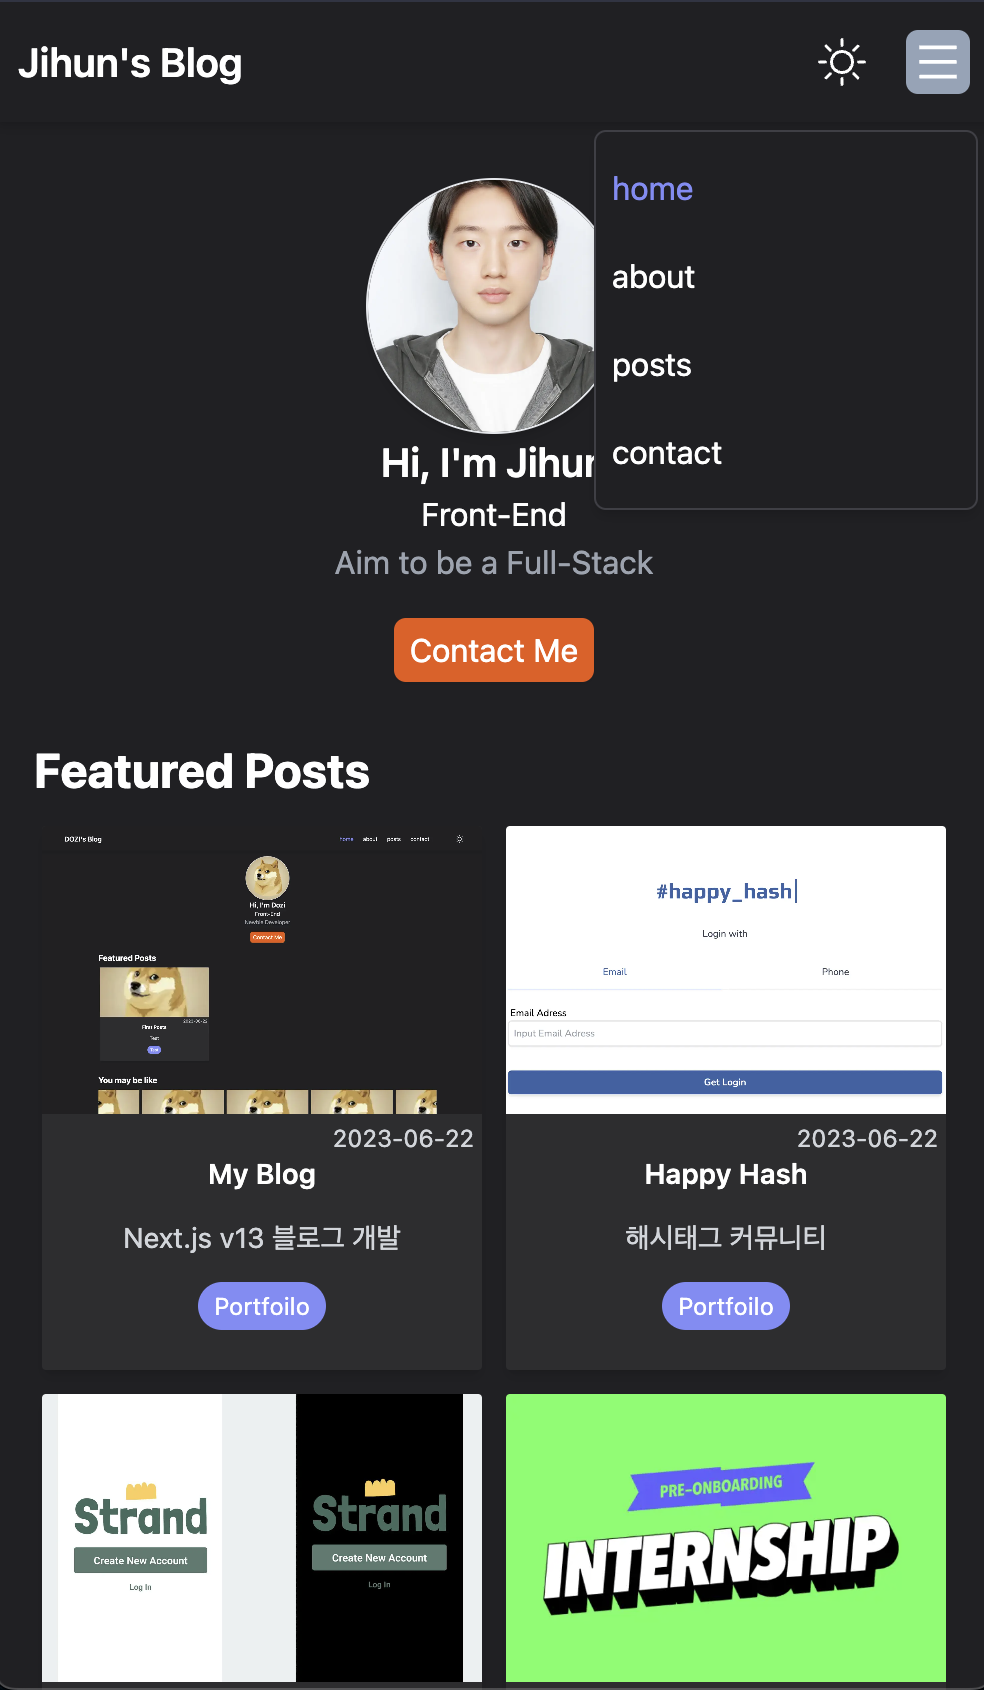 Jihun's Blog
home
about
posts
contact
Hi, I'm Jihun
Front-End
Aim to be a Full-Stack
Contact Me
Featured Posts
DOZI's Blog
home about posts contact
Hi, I'm Dozi
Front-End
Newbie Developer
Contact Me
Featured Posts
2023-06-22
First Posts
Test
Test
You may be like
2023-06-22
My Blog
Next.js v13 블로그 개발
Portfoilo
#happy_hash
Login with
Email Phone
Email Adress
Input Email Adress
Get Login
2023-06-22
Happy Hash
해시태그 커뮤니티
Portfoilo
Strand
Create New Account
Log In
Strand
Create New Account
Log In
PRE-ONBOARDING
INTERNSHIP